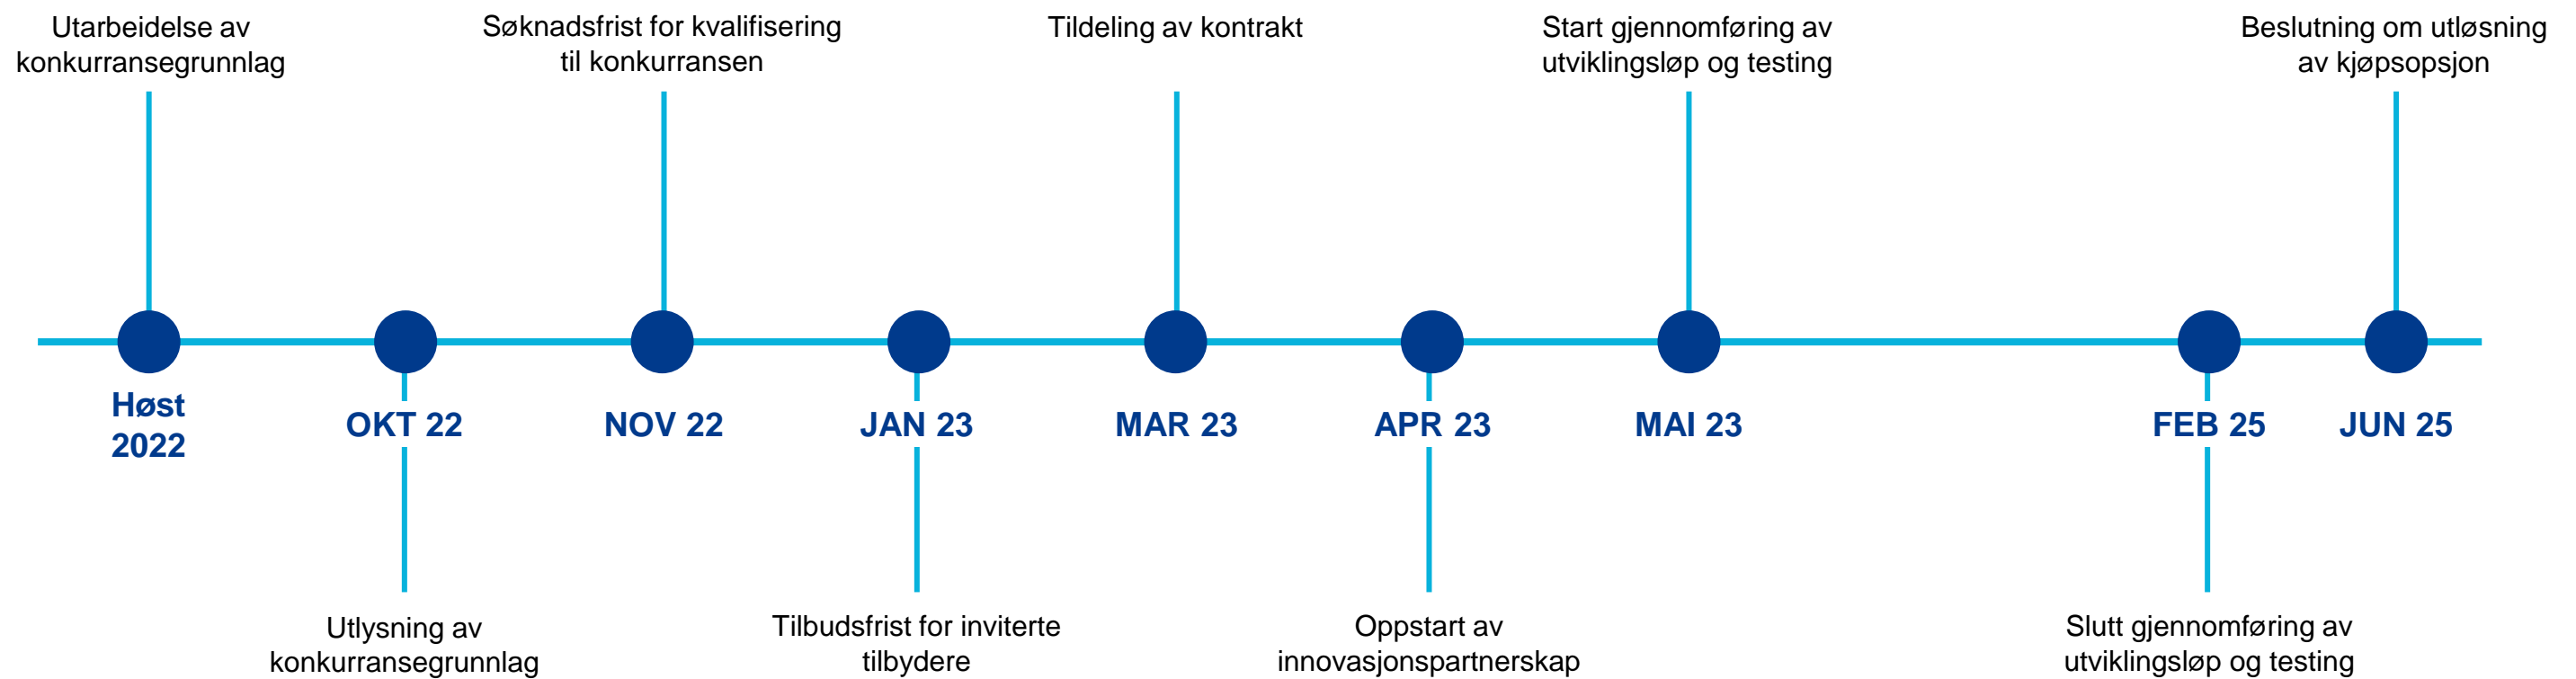 Utarbeidelse av
konkurransegrunnlag
Søknadsfrist for kvalifisering
til konkurransen
Tildeling av kontrakt
Start gjennomføring av
utviklingsløp og testing
Beslutning om utløsning
av kjøpsopsjon
Høst
2022
OKT 22
NOV 22
JAN 23
MAR 23
APR 23
MAI 23
FEB 25
JUN 25
Utlysning av
konkurransegrunnlag
Tilbudsfrist for inviterte
tilbydere
Oppstart av
innovasjonspartnerskap
Slutt gjennomføring av
utviklingsløp og testing